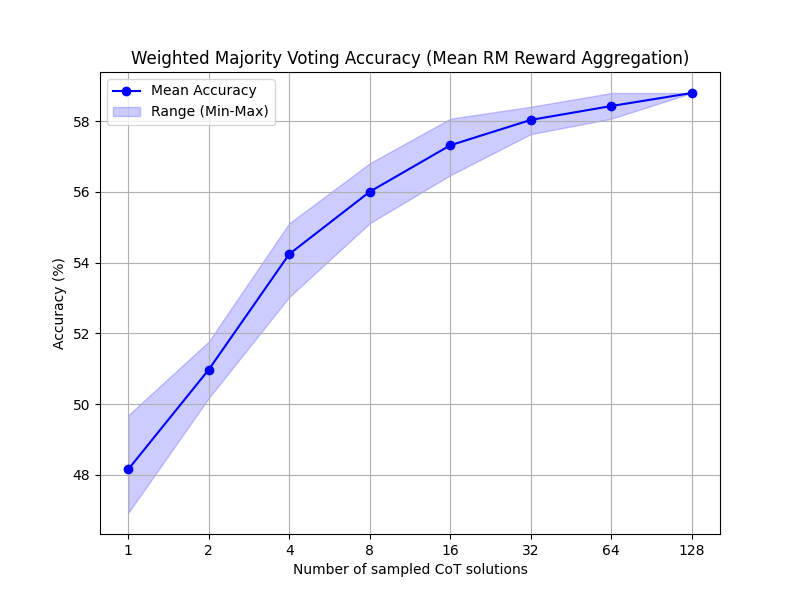 Weighted Majority Voting Accuracy (Mean RM Reward Aggregation)
Mean Accuracy
Range (Min-Max)
Accuracy (%)
58
56
54
52
50
48
1 2 4 8 16 32 64 128
Number of sampled CoT solutions